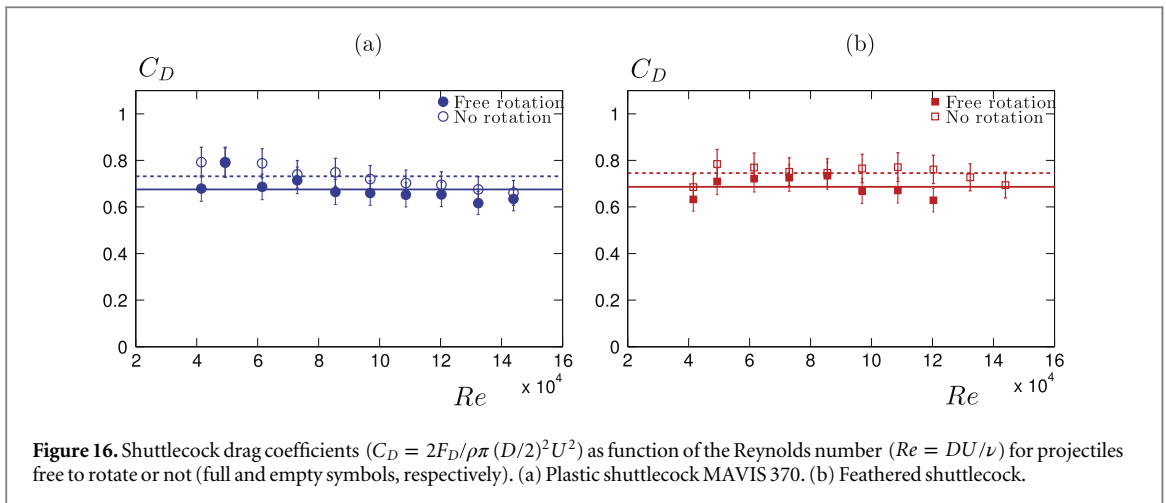 (a)
C_D
Free rotation
No rotation
1
0.8
0.6
0.4
0.2
0
2 4 6 8 10 12 14 16
x 10^4
Re
(b)
C_D
Free rotation
No rotation
1
0.8
0.6
0.4
0.2
0
2 4 6 8 10 12 14 16
x 10^4
Re
Figure 16. Shuttlecock drag coefficients (C_D = 2F_D/ρπ (D/2)^2U^2) as function of the Reynolds number (Re = DU/ν) for projectiles
free to rotate or not (full and empty symbols, respectively). (a) Plastic shuttlecock MAVIS 370. (b) Feathered shuttlecock.